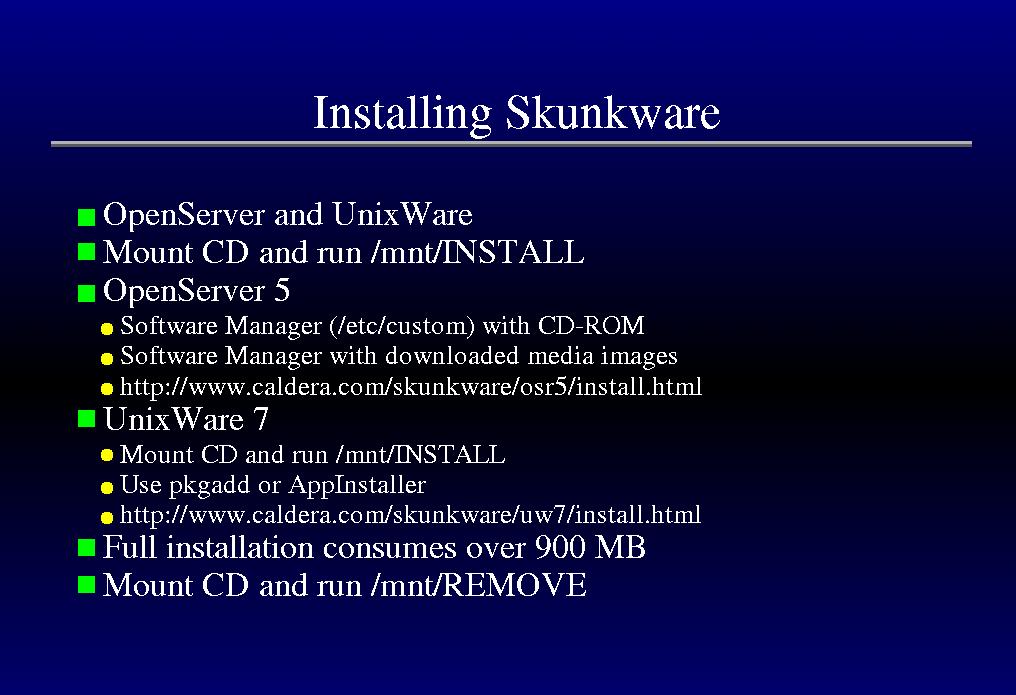 Installing Skunkware
OpenServer and UnixWare
Mount CD and run /mnt/INSTALL
OpenServer 5
Software Manager (/etc/custom) with CD-ROM
Software Manager with downloaded media images
http://www.caldera.com/skunkware/osr5/install.html
UnixWare 7
Mount CD and run /mnt/INSTALL
Use pkgadd or AppInstaller
http://www.caldera.com/skunkware/uw7/install.html
Full installation consumes over 900 MB
Mount CD and run /mnt/REMOVE